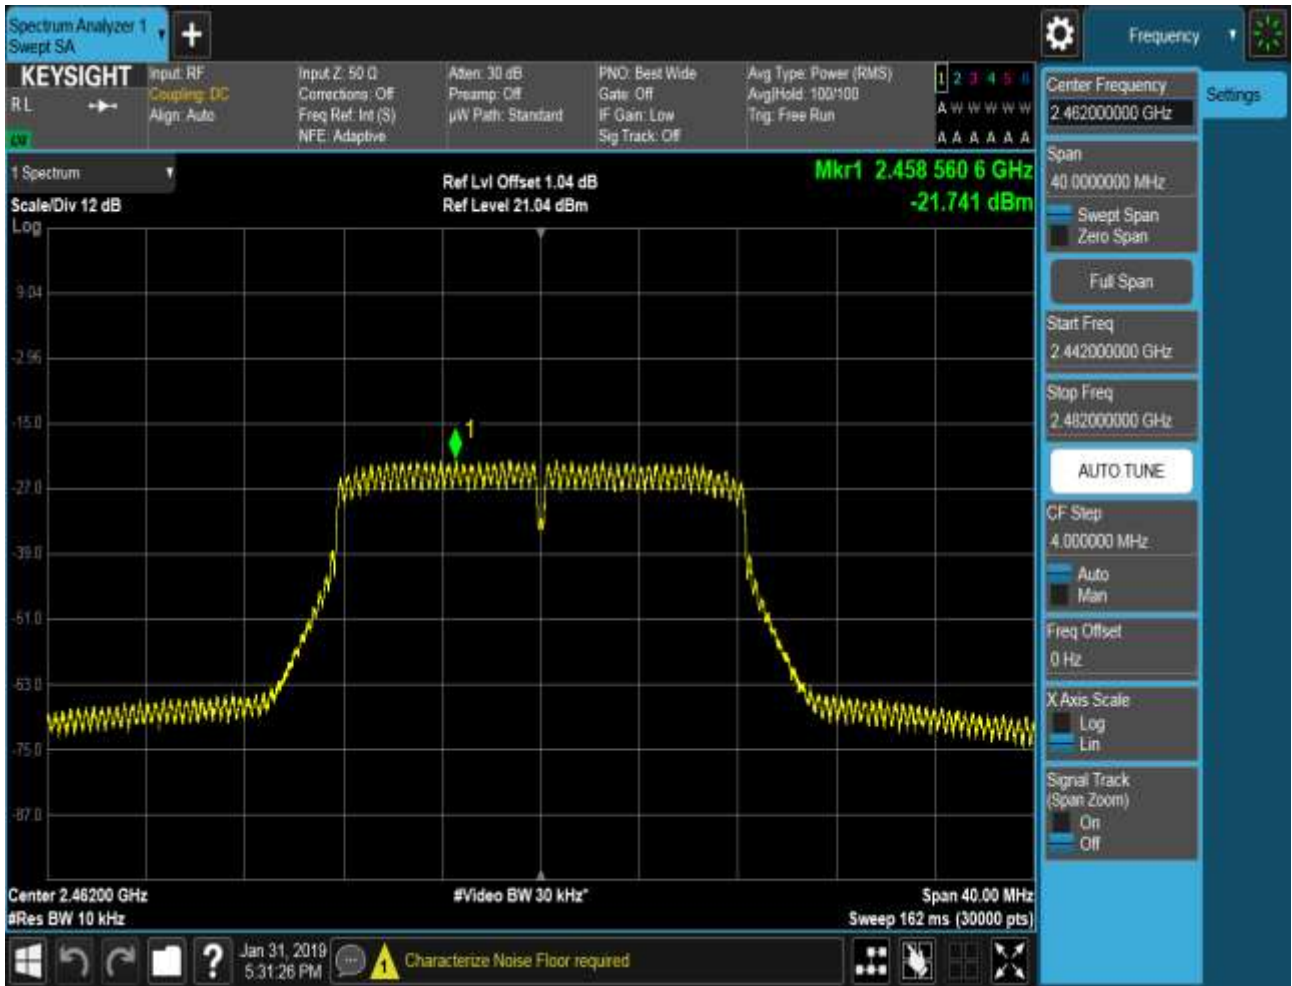 Spectrum Analyzer 1
Swept SA
+
Frequency
KEYSIGHT
R L
LXI
Input: RF
Coupling: DC
Align: Auto
Input Z: 50 Ω
Corrections: Off
Freq Ref: Int (S)
NFE: Adaptive
Atten: 30 dB
Preamp: Off
µW Path: Standard
PNO: Best Wide
Gate: Off
IF Gain: Low
Sig Track: Off
Avg Type: Power (RMS)
Avg|Hold: 100/100
Trig: Free Run
1 2 3 4 5 6
A W W W W W
A A A A A A
1 Spectrum
Scale/Div 12 dB
Log
Ref Lvl Offset 1.04 dB
Ref Level 21.04 dBm
Mkr1 2.458 560 6 GHz
-21.741 dBm
9.04
-2.96
-15.0
-27.0
-39.0
-51.0
-63.0
-75.0
-87.0
1
Center 2.46200 GHz
#Res BW 10 kHz
#Video BW 30 kHz*
Span 40.00 MHz
Sweep 162 ms (30000 pts)
Center Frequency
2.462000000 GHz
Settings
Span
40.0000000 MHz
Swept Span
Zero Span
Full Span
Start Freq
2.442000000 GHz
Stop Freq
2.482000000 GHz
AUTO TUNE
CF Step
4.000000 MHz
Auto
Man
Freq Offset
0 Hz
X Axis Scale
Log
Lin
Signal Track
(Span Zoom)
On
Off
?
Jan 31, 2019
5:31:26 PM
1
Characterize Noise Floor required